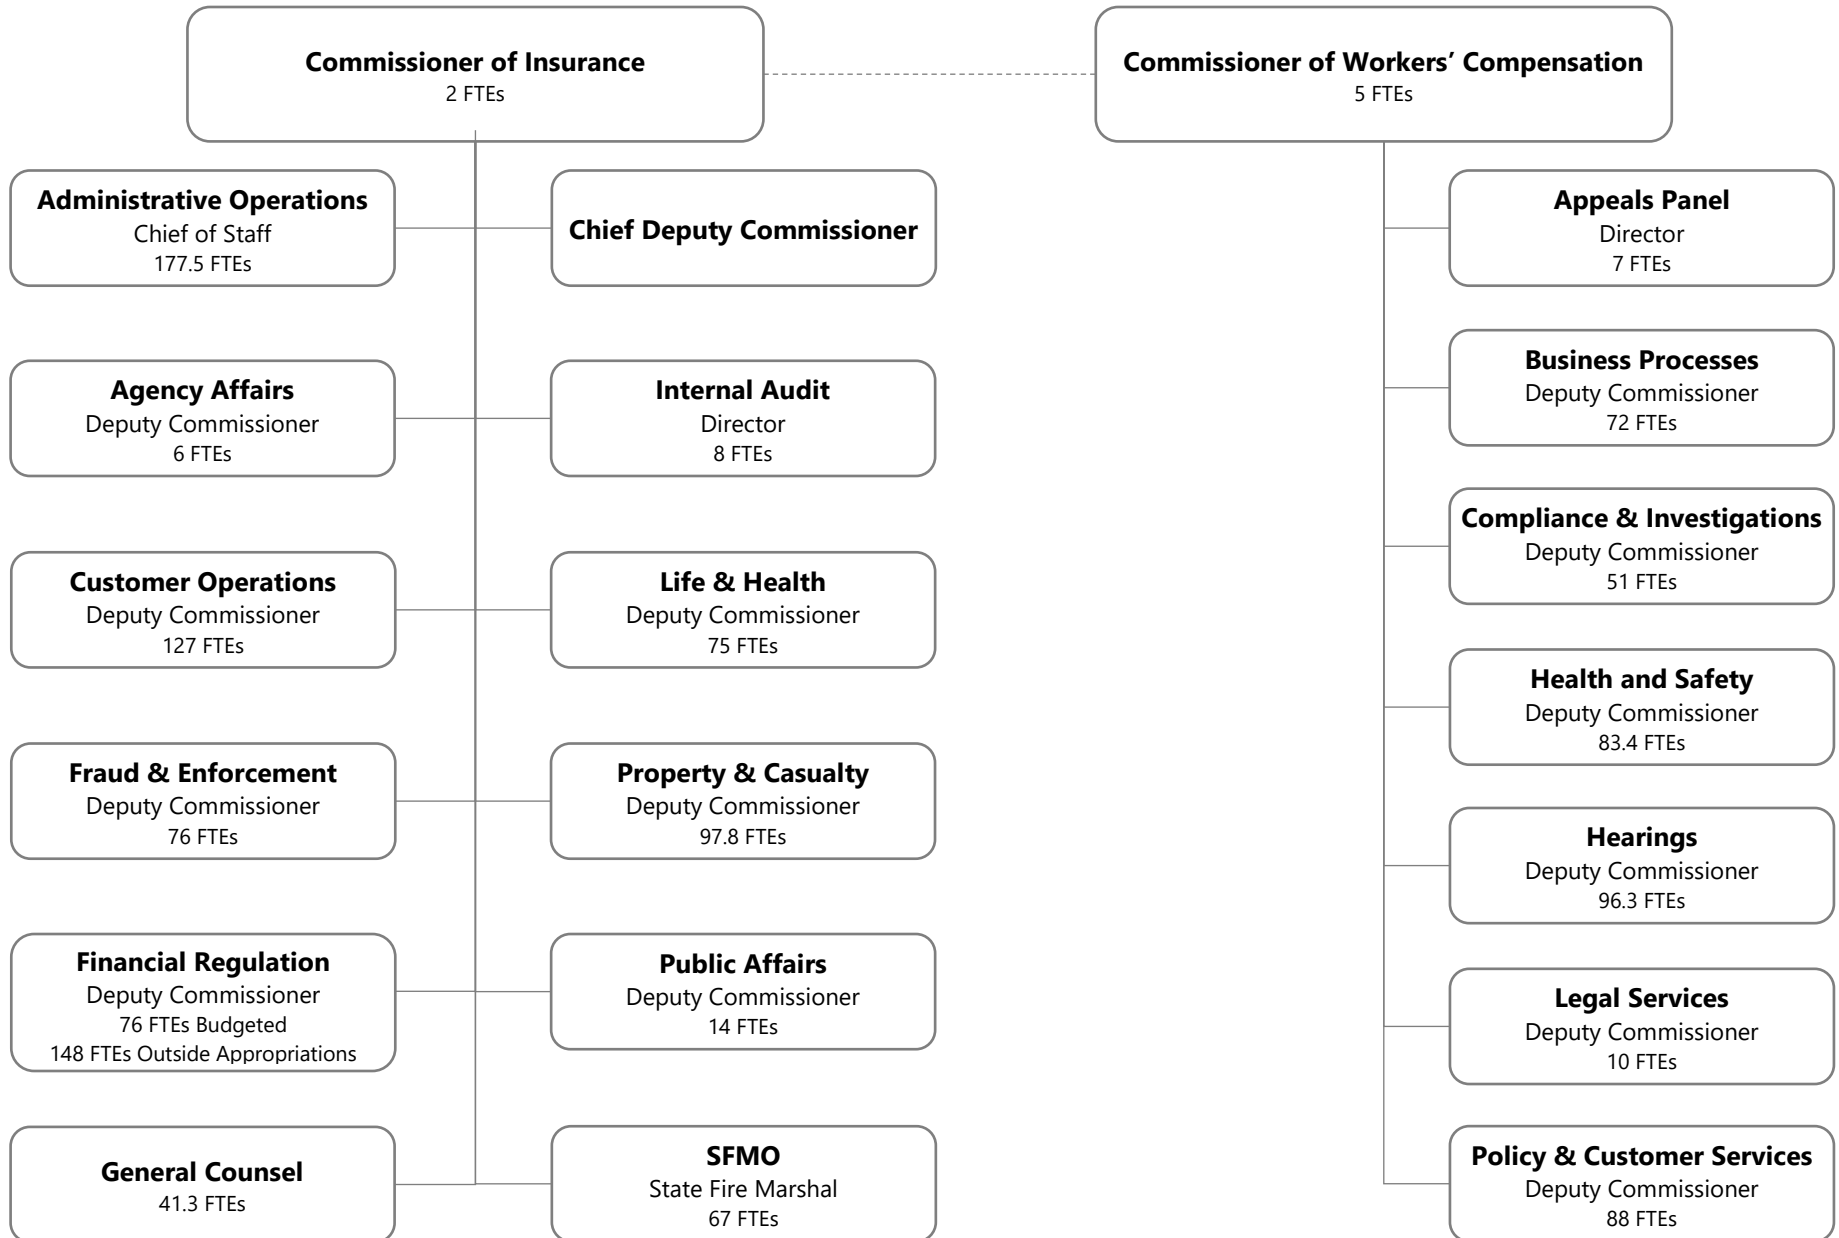 Commissioner of Insurance
2 FTEs
Commissioner of Workers’ Compensation
5 FTEs
Administrative Operations
Chief of Staff
177.5 FTEs
Chief Deputy Commissioner
Appeals Panel
Director
7 FTEs
Agency Affairs
Deputy Commissioner
6 FTEs
Internal Audit
Director
8 FTEs
Business Processes
Deputy Commissioner
72 FTEs
Customer Operations
Deputy Commissioner
127 FTEs
Life & Health
Deputy Commissioner
75 FTEs
Compliance & Investigations
Deputy Commissioner
51 FTEs
Fraud & Enforcement
Deputy Commissioner
76 FTEs
Property & Casualty
Deputy Commissioner
97.8 FTEs
Health and Safety
Deputy Commissioner
83.4 FTEs
Hearings
Deputy Commissioner
96.3 FTEs
Financial Regulation
Deputy Commissioner
76 FTEs Budgeted
148 FTEs Outside Appropriations
Public Affairs
Deputy Commissioner
14 FTEs
Legal Services
Deputy Commissioner
10 FTEs
General Counsel
41.3 FTEs
SFMO
State Fire Marshal
67 FTEs
Policy & Customer Services
Deputy Commissioner
88 FTEs